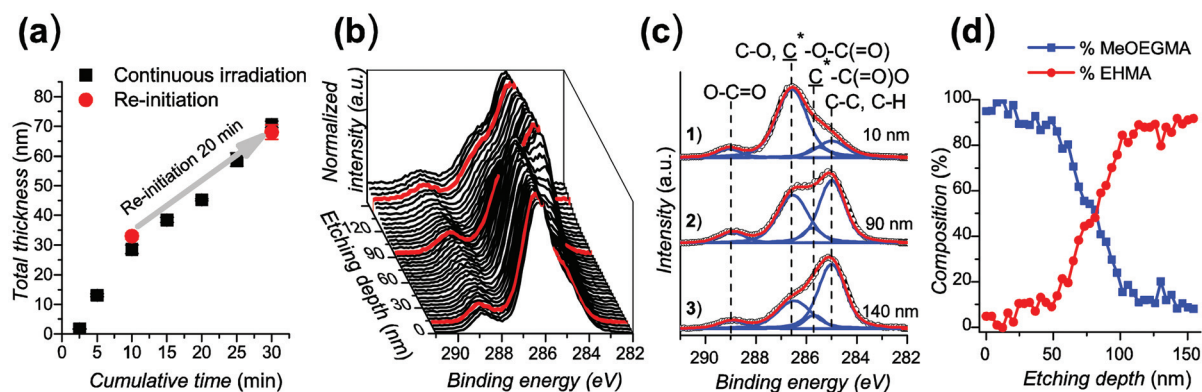 (a)
Continuous irradiation
Re-initiation
Re-initiation 20 min
80
70
60
50
40
30
20
10
0
Total thickness (nm)
0 5 10 15 20 25 30
Cumulative time (min)
(b)
Normalized
intensity (a.u.)
120
90
60
30
0
Etching depth
(nm)
290 288 286 284 282
Binding energy (eV)
(c)
C-O, C*-O-C(=O)
C*-C(=O)O
O-C=O
C-C, C-H
1)
10 nm
2)
90 nm
3)
140 nm
Intensity (a.u.)
290 288 286 284 282
Binding energy (eV)
(d)
% MeOEGMA
% EHMA
100
80
60
40
20
0
Composition
(%)
0 50 100 150
Etching depth (nm)